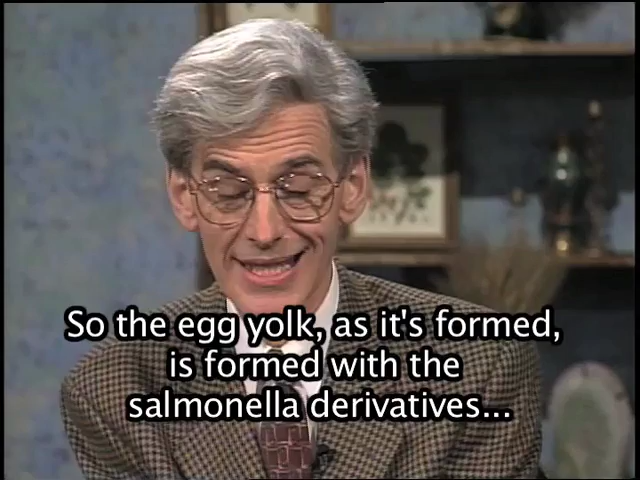 So the egg yolk, as it's formed,
is formed with the
salmonella derivatives...